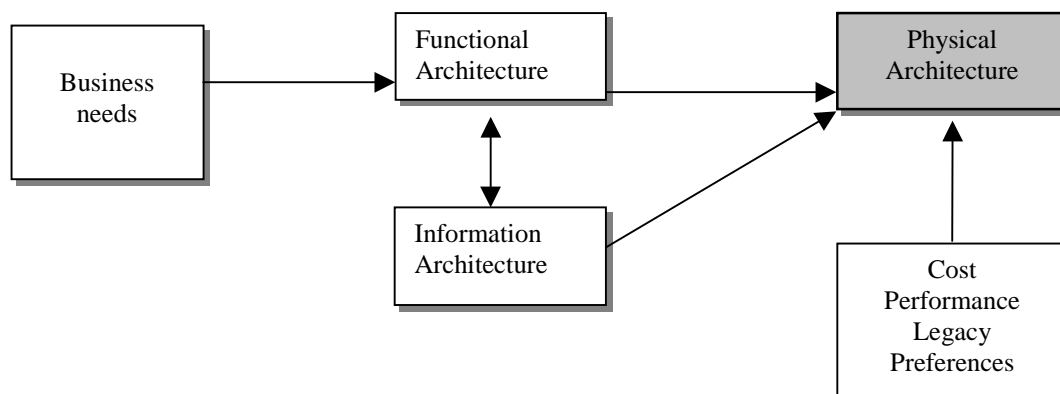 Business
needs
Functional
Architecture
Information
Architecture
Physical
Architecture
Cost
Performance
Legacy
Preferences